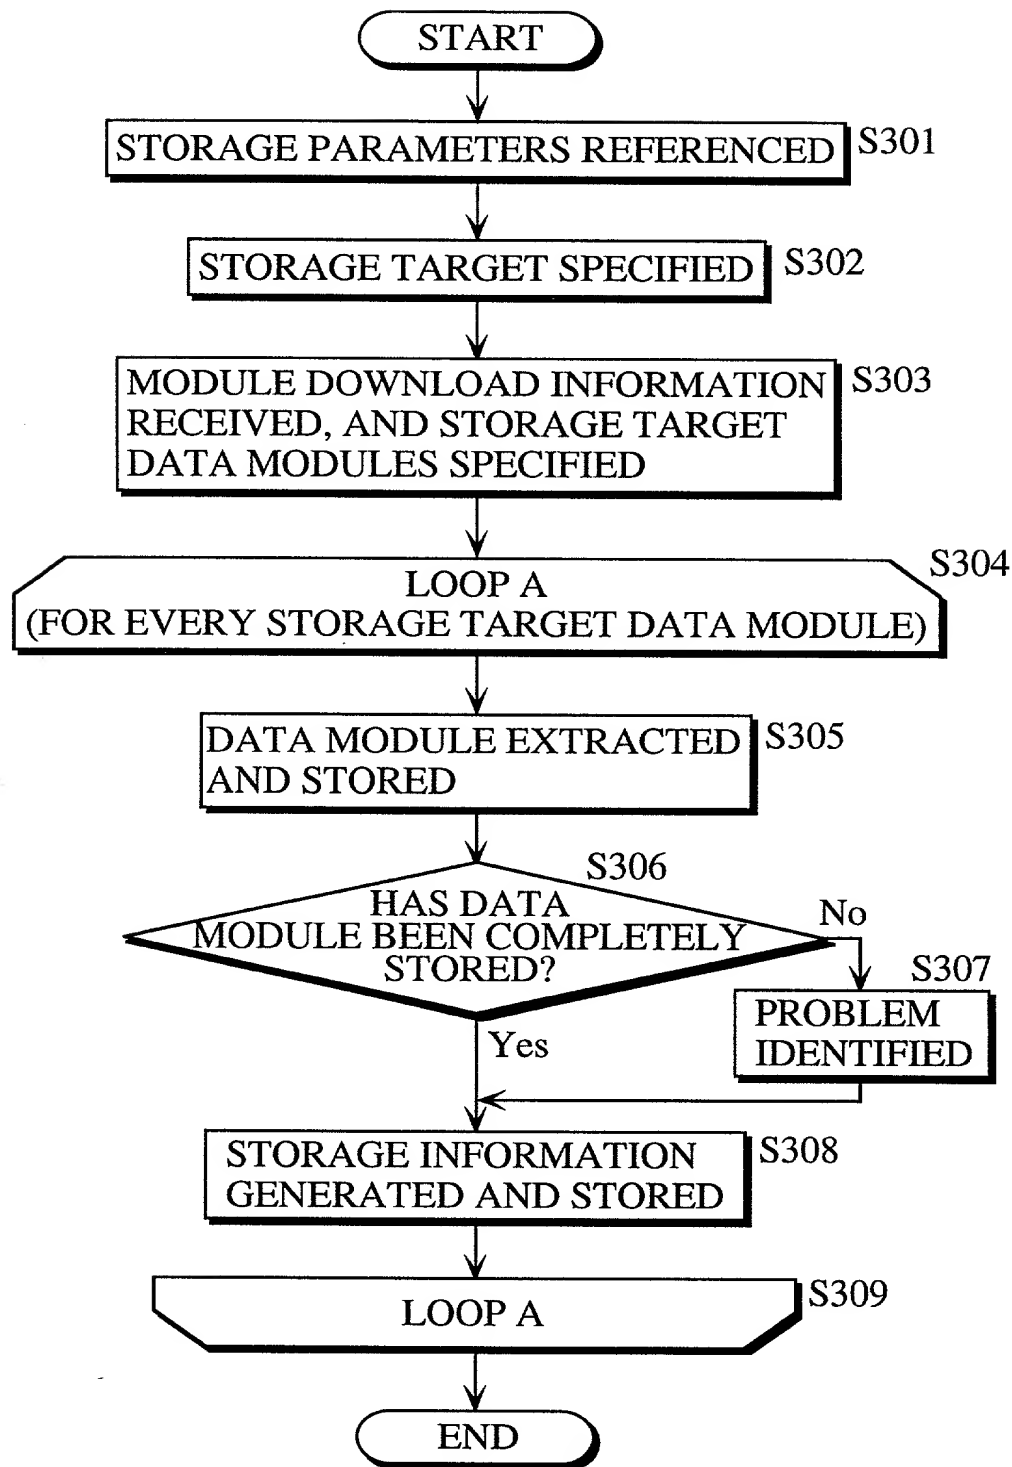 START
STORAGE PARAMETERS REFERENCED
S301
STORAGE TARGET SPECIFIED
S302
MODULE DOWNLOAD INFORMATION
RECEIVED, AND STORAGE TARGET
DATA MODULES SPECIFIED
S303
LOOP A
(FOR EVERY STORAGE TARGET DATA MODULE)
S304
DATA MODULE EXTRACTED
AND STORED
S305
S306
HAS DATA
MODULE BEEN COMPLETELY
STORED?
No
S307
PROBLEM
IDENTIFIED
Yes
STORAGE INFORMATION
GENERATED AND STORED
S308
LOOP A
S309
END